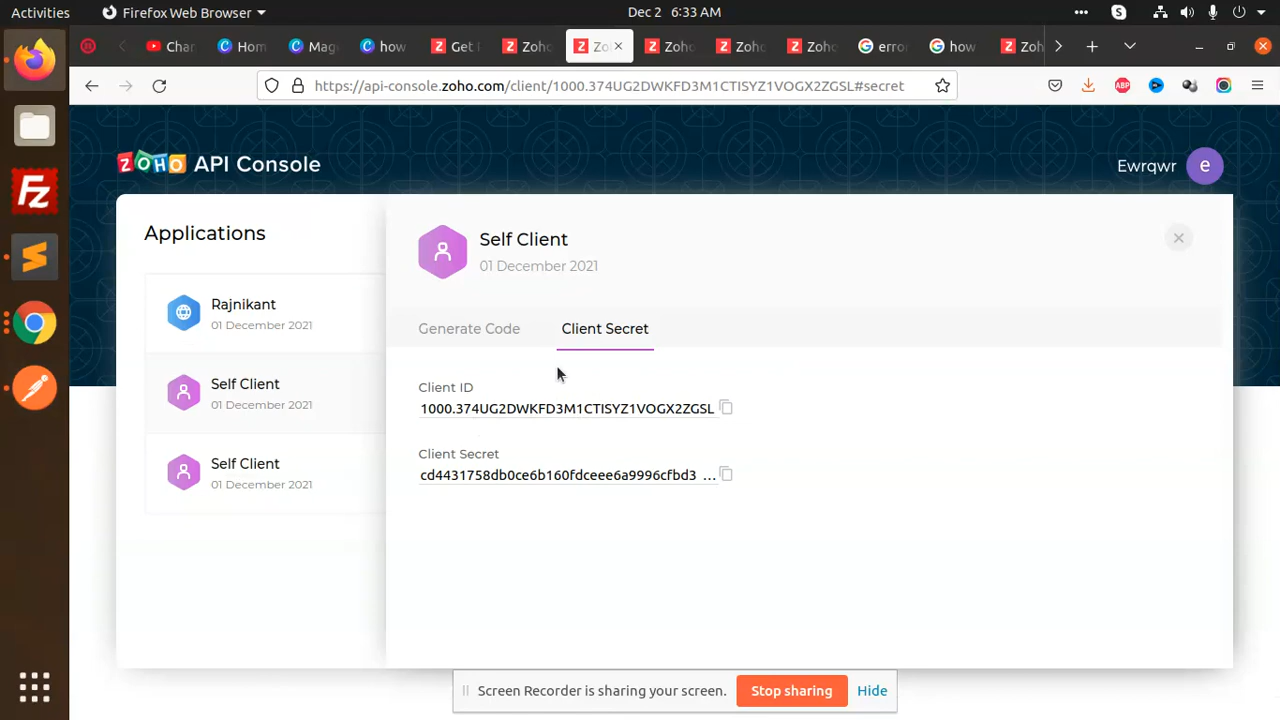 Activities
Firefox Web Browser
Dec 2 6:33 AM
Char
Hom
Mag
how
Get
Zoho
Zo
Zoho
Zoho
Zoho
error
how
Zoh
https://api-console.zoho.com/client/1000.374UG2DWKFD3M1CTISYZ1VOGX2ZGSL#secret
ABP
ZOHO API Console
Ewrqwr
e
Applications
Rajnikant
01 December 2021
Self Client
01 December 2021
Self Client
01 December 2021
Self Client
01 December 2021
Generate Code
Client Secret
Client ID
1000.374UG2DWKFD3M1CTISYZ1VOGX2ZGSL
Client Secret
cd4431758db0ce6b160fdceee6a9996cfbd3 ...
Screen Recorder is sharing your screen.
Stop sharing
Hide